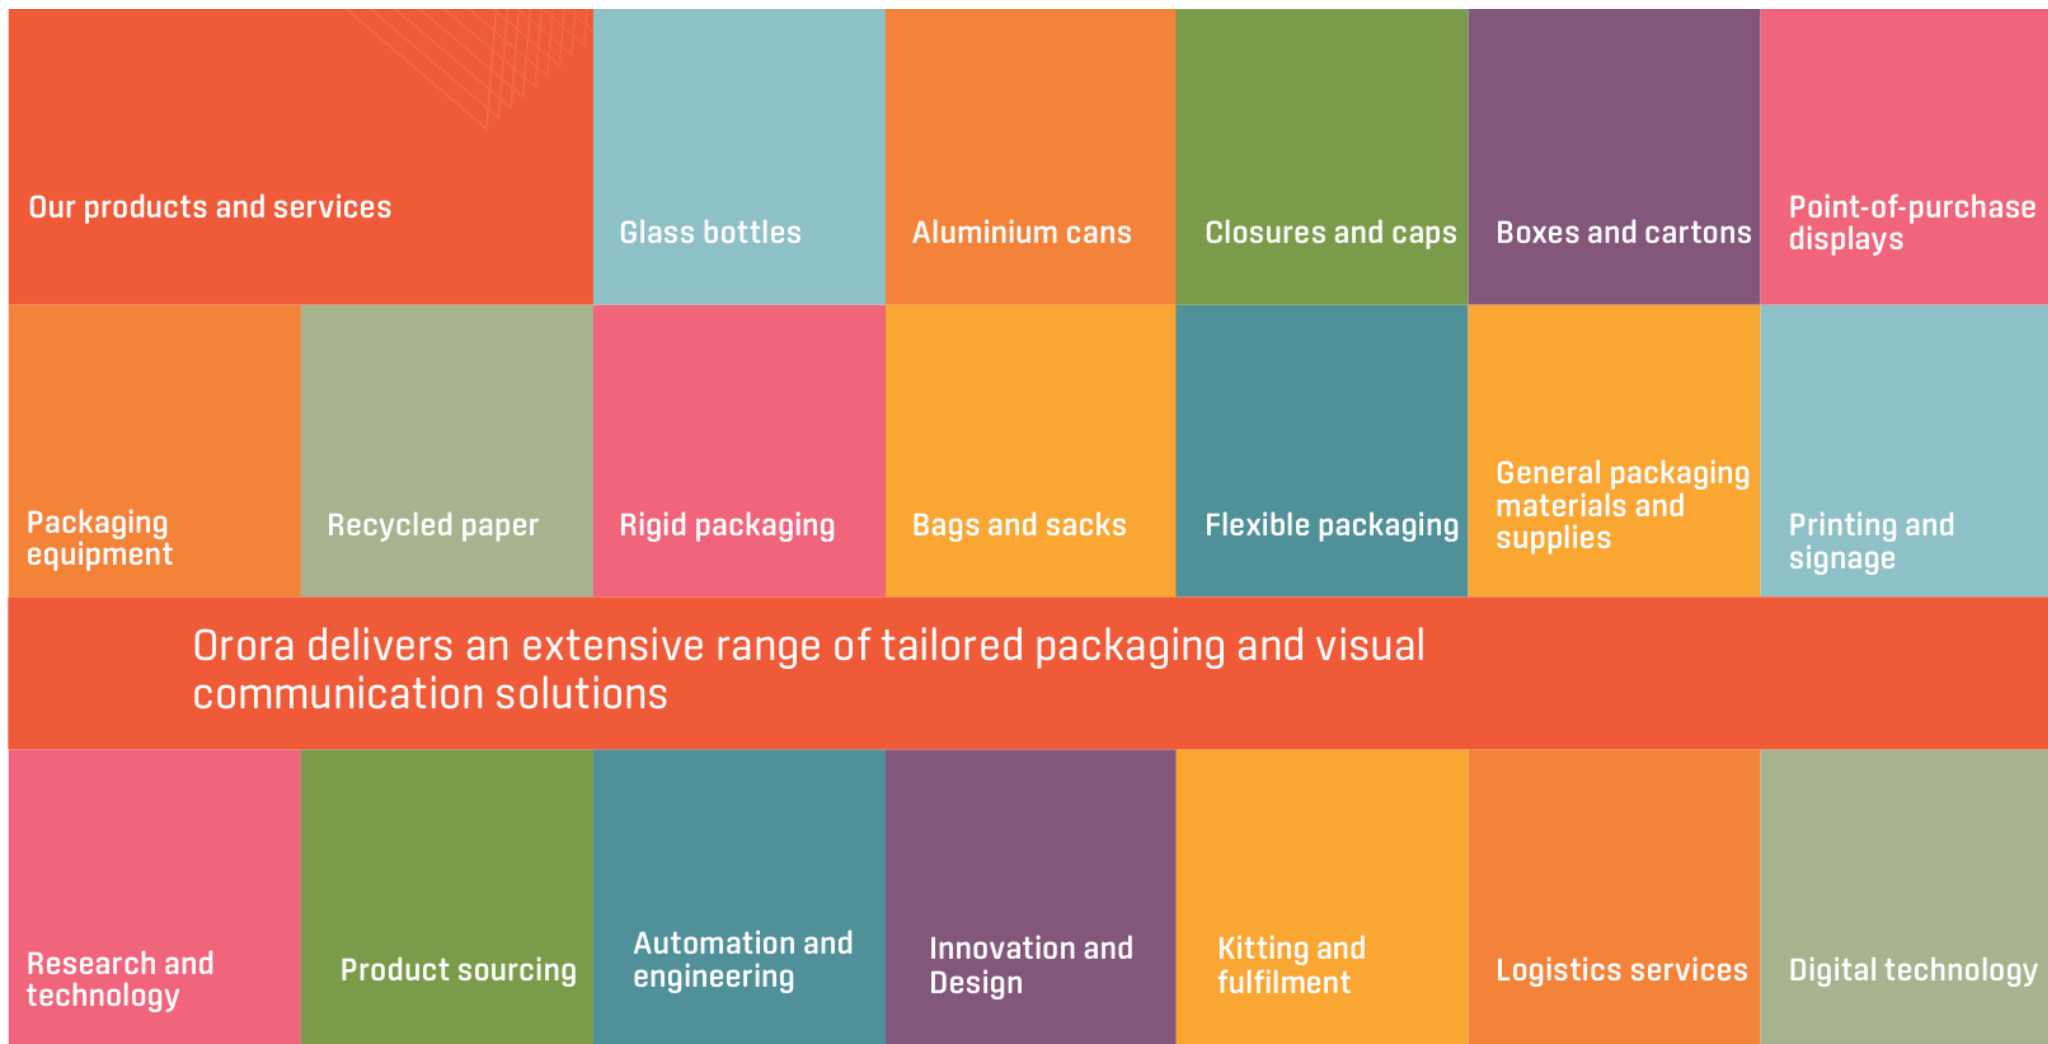 Our products and services
Glass bottles
Aluminium cans
Closures and caps
Boxes and cartons
Point-of-purchase
displays
Packaging
equipment
Recycled paper
Rigid packaging
Bags and sacks
Flexible packaging
General packaging
materials and
supplies
Printing and
signage
Orora delivers an extensive range of tailored packaging and visual
communication solutions
Research and
technology
Product sourcing
Automation and
engineering
Innovation and
Design
Kitting and
fulfilment
Logistics services
Digital technology